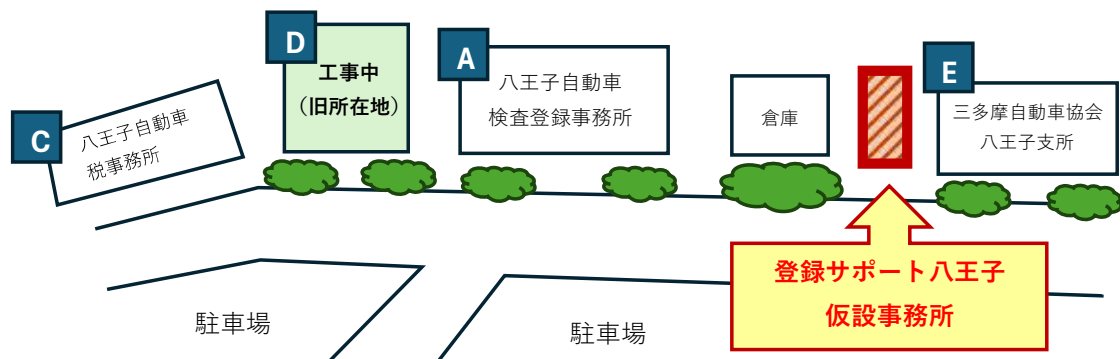 C
八王子自動車
税事務所
D
工事中
（旧所在地）
A
八王子自動車
検査登録事務所
倉庫
E
三多摩自動車協会
八王子支所
登録サポート八王子
仮設事務所
駐車場
駐車場